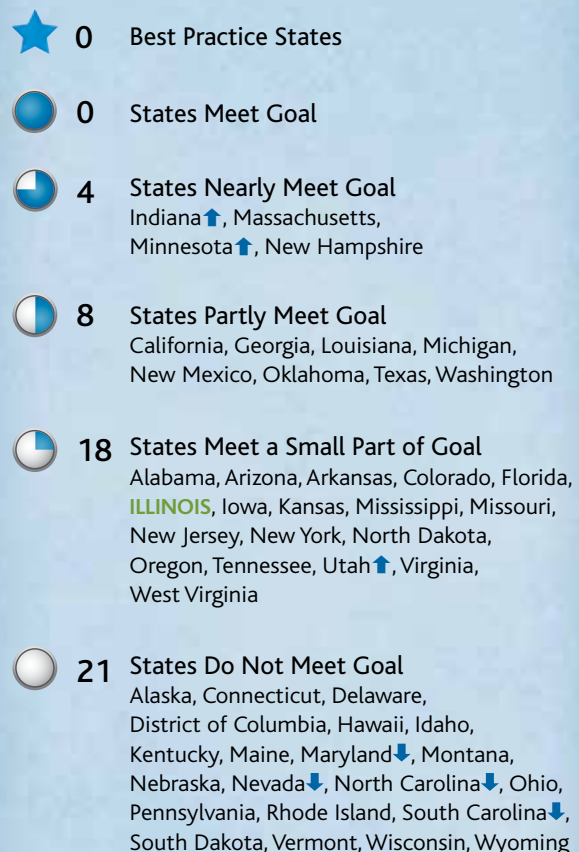 0 Best Practice States
0 States Meet Goal
4 States Nearly Meet Goal
Indiana⬆, Massachusetts,
Minnesota⬆, New Hampshire
8 States Partly Meet Goal
California, Georgia, Louisiana, Michigan,
New Mexico, Oklahoma, Texas, Washington
18 States Meet a Small Part of Goal
Alabama, Arizona, Arkansas, Colorado, Florida,
ILLINOIS, Iowa, Kansas, Mississippi, Missouri,
New Jersey, New York, North Dakota,
Oregon, Tennessee, Utah⬆, Virginia,
West Virginia
21 States Do Not Meet Goal
Alaska, Connecticut, Delaware,
District of Columbia, Hawaii, Idaho,
Kentucky, Maine, Maryland⬇, Montana,
Nebraska, Nevada⬇, North Carolina⬇, Ohio,
Pennsylvania, Rhode Island, South Carolina⬇,
South Dakota, Vermont, Wisconsin, Wyoming